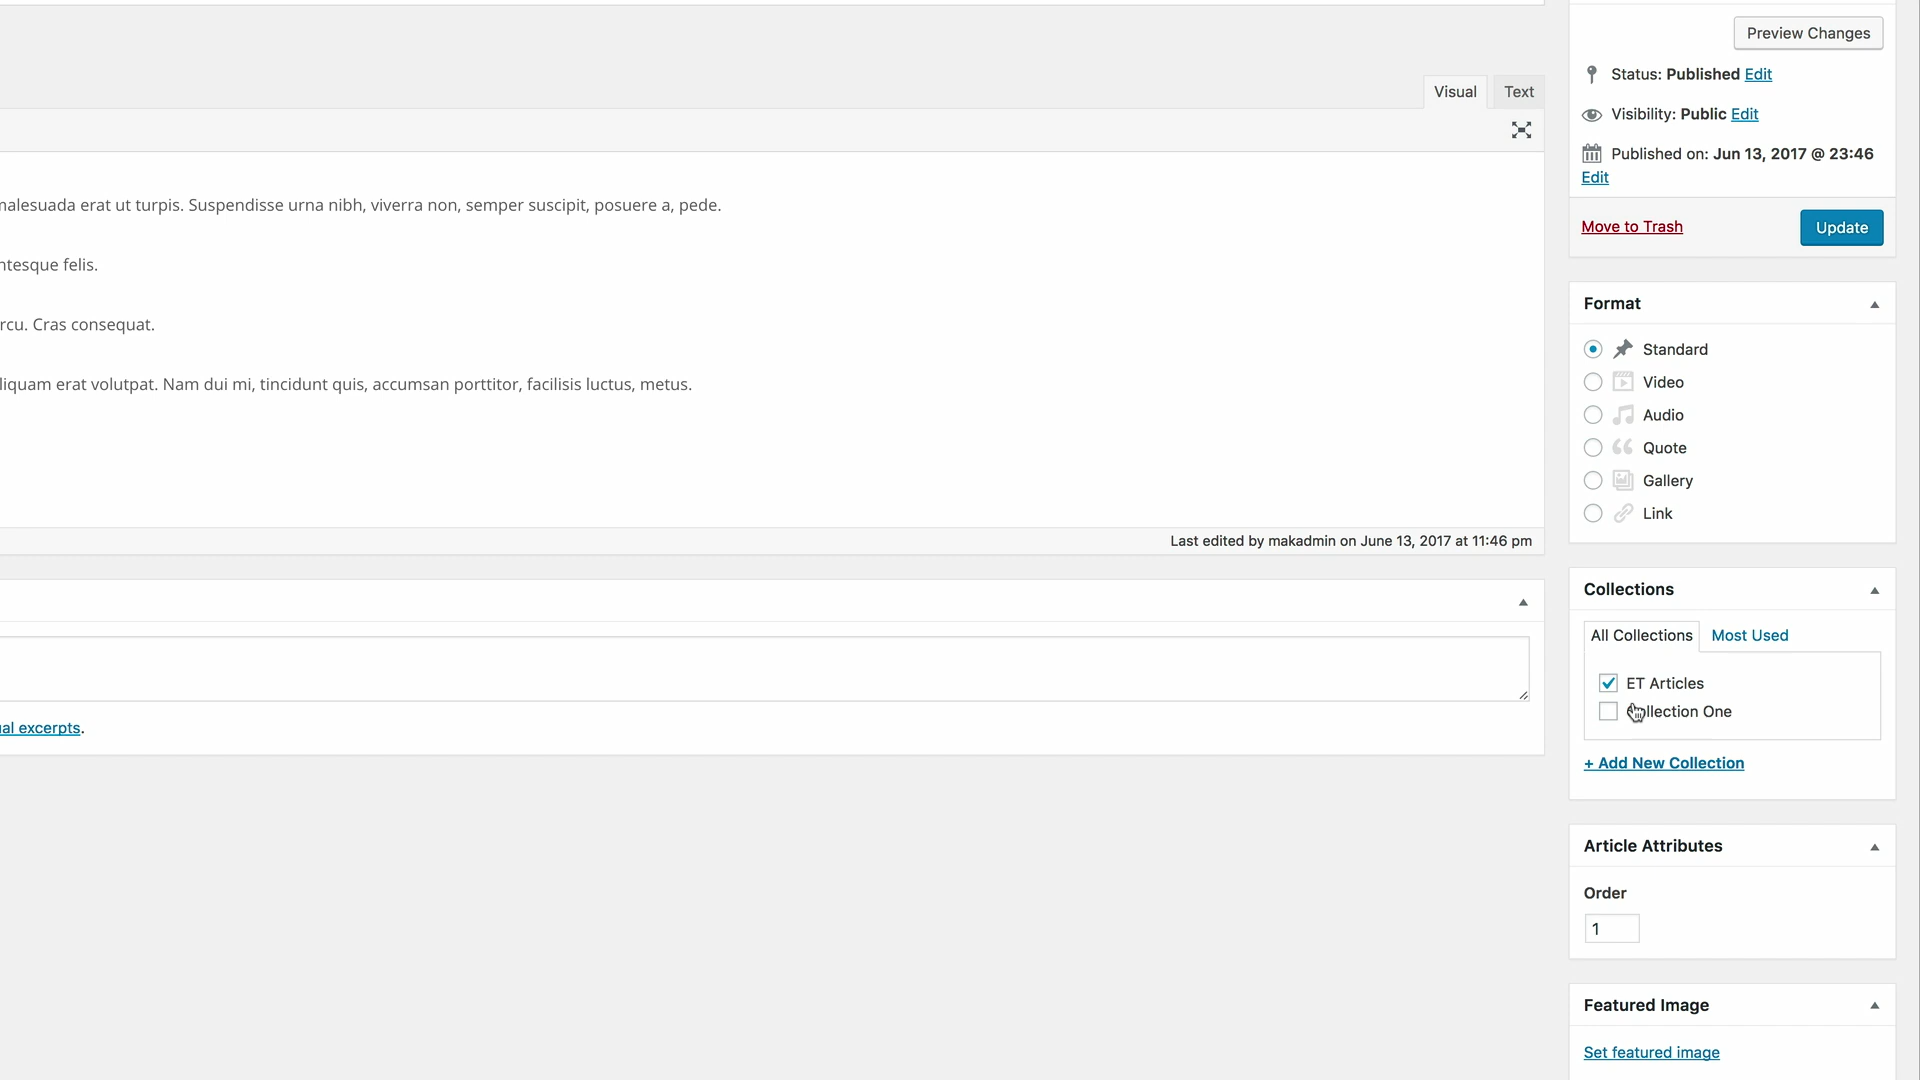 Preview Changes
Status: Published Edit
Visibility: Public Edit
Published on: Jun 13, 2017 @ 23:46
Edit
Move to Trash
Update
Visual
Text
malesuada erat ut turpis. Suspendisse urna nibh, viverra non, semper suscipit, posuere a, pede.
ntesque felis.
rcu. Cras consequat.
liquam erat volutpat. Nam dui mi, tincidunt quis, accumsan porttitor, facilisis luctus, metus.
Last edited by makadmin on June 13, 2017 at 11:46 pm
ual excerpts.
Format
Standard
Video
Audio
Quote
Gallery
Link
Collections
All Collections
Most Used
ET Articles
Collection One
+ Add New Collection
Article Attributes
Order
1
Featured Image
Set featured image